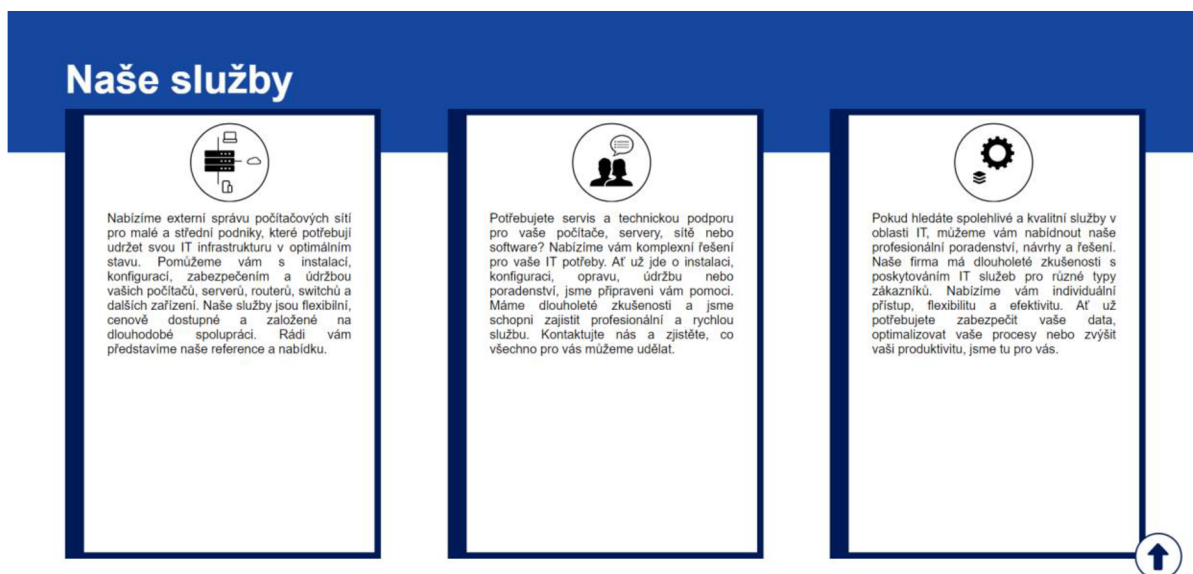 Naše služby
Nabízíme externí správu počítačových sítí
pro malé a střední podniky, které potřebují
udržet svou IT infrastrukturu v optimálním
stavu. Pomůžeme vám s instalací,
konfigurací, zabezpečením a údržbou
vašich počítačů, serverů, routerů, switchů a
dalších zařízení. Naše služby jsou flexibilní,
cenově dostupné a založené na
dlouhodobé spolupráci. Rádi vám
představíme naše reference a nabídku.
Potřebujete servis a technickou podporu
pro vaše počítače, servery, sítě nebo
software? Nabízíme vám komplexní řešení
pro vaše IT potřeby. Ať už jde o instalaci,
konfiguraci, opravu, údržbu nebo
poradenství, jsme připraveni vám pomoci.
Máme dlouholeté zkušenosti a jsme
schopni zajistit profesionální a rychlou
službu. Kontaktujte nás a zjistěte, co
všechno pro vás můžeme udělat.
Pokud hledáte spolehlivé a kvalitní služby v
oblasti IT, můžeme vám nabídnout naše
profesionální poradenství, návrhy a řešení.
Naše firma má dlouholeté zkušenosti s
poskytováním IT služeb pro různé typy
zákazníků. Nabízíme vám individuální
přístup, flexibilitu a efektivitu. Ať už
potřebujete zabezpečit vaše data,
optimalizovat vaše procesy nebo zvýšit
vaši produktivitu, jsme tu pro vás.